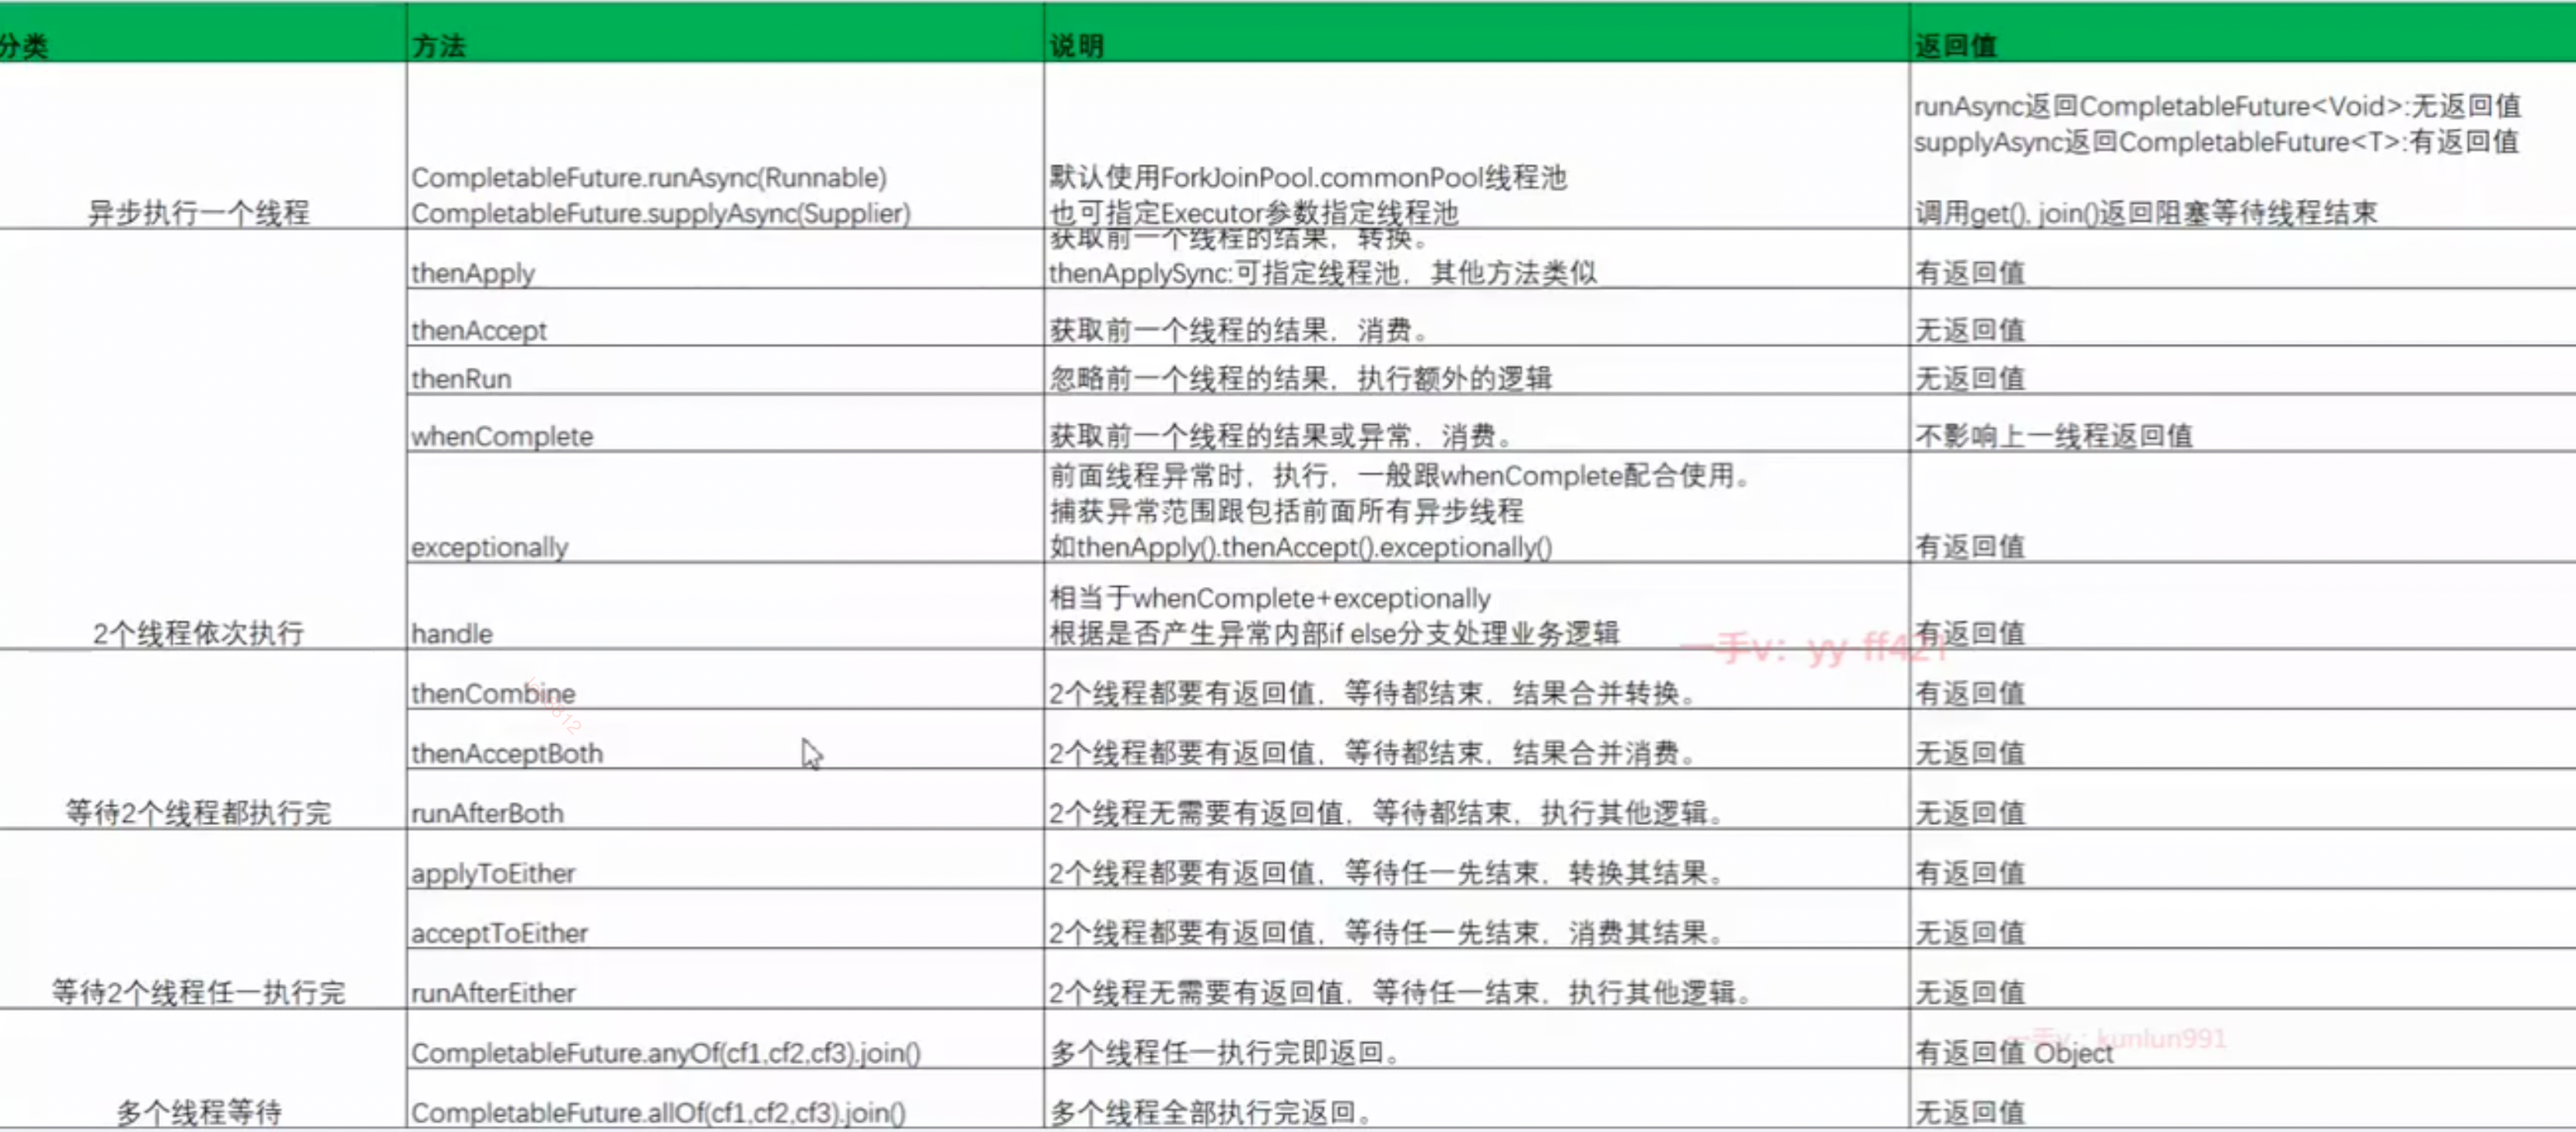 分类 方法 说明 返回值
runAsync返回CompletableFuture<Void>:无返回值
supplyAsync返回CompletableFuture<T>:有返回值
CompletableFuture.runAsync(Runnable) 默认使用ForkJoinPool.commonPool线程池
异步执行一个线程 CompletableFuture.supplyAsync(Supplier) 也可指定Executor参数指定线程池 调用get(), join()返回阻塞等待线程结束
获取前一个线程的结果，转换。
thenApply thenApplySync:可指定线程池，其他方法类似 有返回值
thenAccept 获取前一个线程的结果，消费。 无返回值
thenRun 忽略前一个线程的结果，执行额外的逻辑 无返回值
whenComplete 获取前一个线程的结果或异常，消费。 不影响上一线程返回值
前面线程异常时，执行，一般跟whenComplete配合使用。
捕获异常范围跟包括前面所有异步线程
exceptionally 如thenApply().thenAccept().exceptionally() 有返回值
相当于whenComplete+exceptionally
2个线程依次执行 handle 根据是否产生异常内部if else分支处理业务逻辑 有返回值
一手v：yy-ff421
thenCombine 2个线程都要有返回值，等待都结束，结果合并转换。 有返回值
thenAcceptBoth 2个线程都要有返回值，等待都结束，结果合并消费。 无返回值
等待2个线程都执行完 runAfterBoth 2个线程无需要有返回值，等待都结束，执行其他逻辑。 无返回值
applyToEither 2个线程都要有返回值，等待任一先结束，转换其结果。 有返回值
acceptToEither 2个线程都要有返回值，等待任一先结束，消费其结果。 无返回值
等待2个线程任一执行完 runAfterEither 2个线程无需要有返回值，等待任一结束，执行其他逻辑。 无返回值
一手v：kunlun991
CompletableFuture.anyOf(cf1,cf2,cf3).join() 多个线程任一执行完即返回。 有返回值 Object
多个线程等待 CompletableFuture.allOf(cf1,cf2,cf3).join() 多个线程全部执行完返回。 无返回值